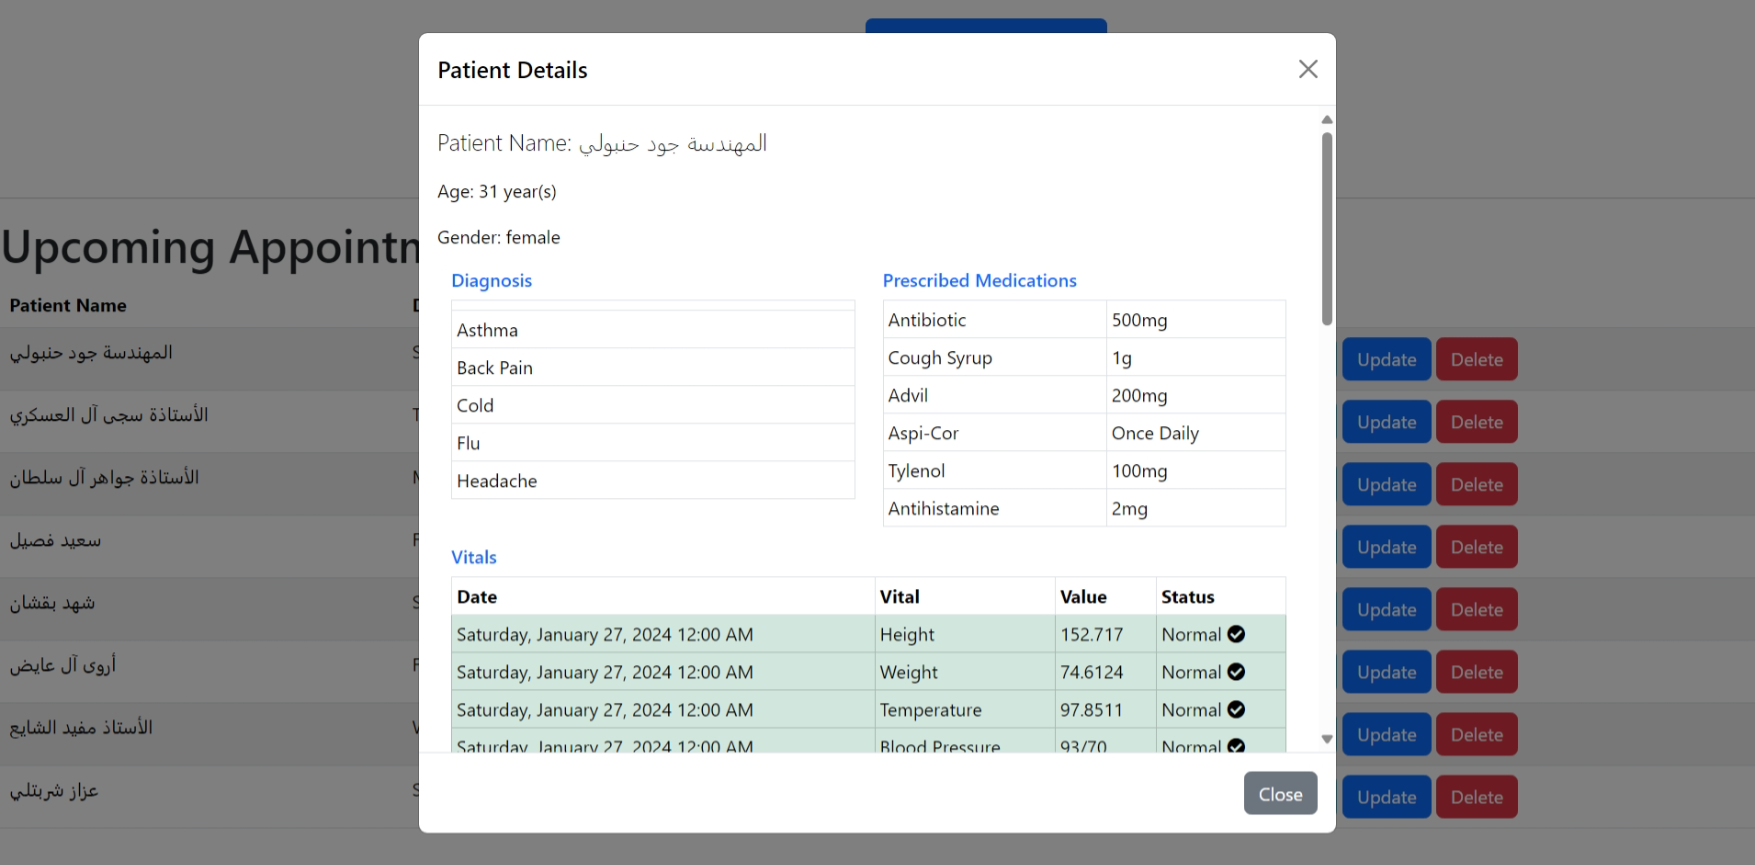 Patient Details
Patient Name: المهندسة جود حنبولي
Age: 31 year(s)
Gender: female
Diagnosis
Asthma
Back Pain
Cold
Flu
Headache
Prescribed Medications
Antibiotic 500mg
Cough Syrup 1g
Advil 200mg
Aspi-Cor Once Daily
Tylenol 100mg
Antihistamine 2mg
Vitals
Date Vital Value Status
Saturday, January 27, 2024 12:00 AM Height 152.717 Normal
Saturday, January 27, 2024 12:00 AM Weight 74.6124 Normal
Saturday, January 27, 2024 12:00 AM Temperature 97.8511 Normal
Saturday, January 27, 2024 12:00 AM Blood Pressure 93/70 Normal
Close
Upcoming
Patient Name
المهندسة جود حنبولي Update Delete
الأستاذة سجى آل العسكري Update Delete
الأستاذة جواهر آل سلطان Update Delete
سعيد فصيل Update Delete
شهد بقشان Update Delete
أروى آل عايض Update Delete
الأستاذ مفيد الشايع Update Delete
عزاز شربتلي Update Delete